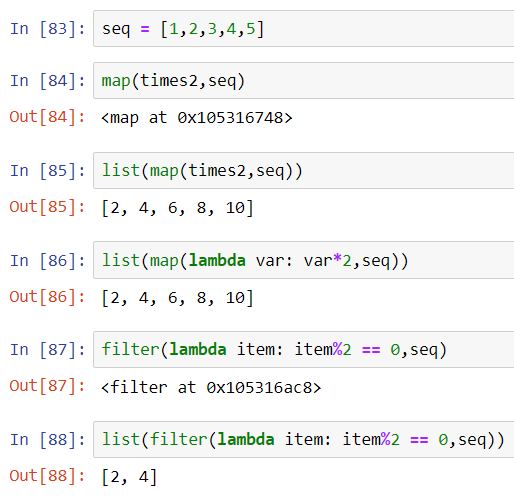 In [83]: seq = [1,2,3,4,5]
In [84]: map(times2,seq)
Out[84]: <map at 0x105316748>
In [85]: list(map(times2,seq))
Out[85]: [2, 4, 6, 8, 10]
In [86]: list(map(lambda var: var*2,seq))
Out[86]: [2, 4, 6, 8, 10]
In [87]: filter(lambda item: item%2 == 0,seq)
Out[87]: <filter at 0x105316ac8>
In [88]: list(filter(lambda item: item%2 == 0,seq))
Out[88]: [2, 4]